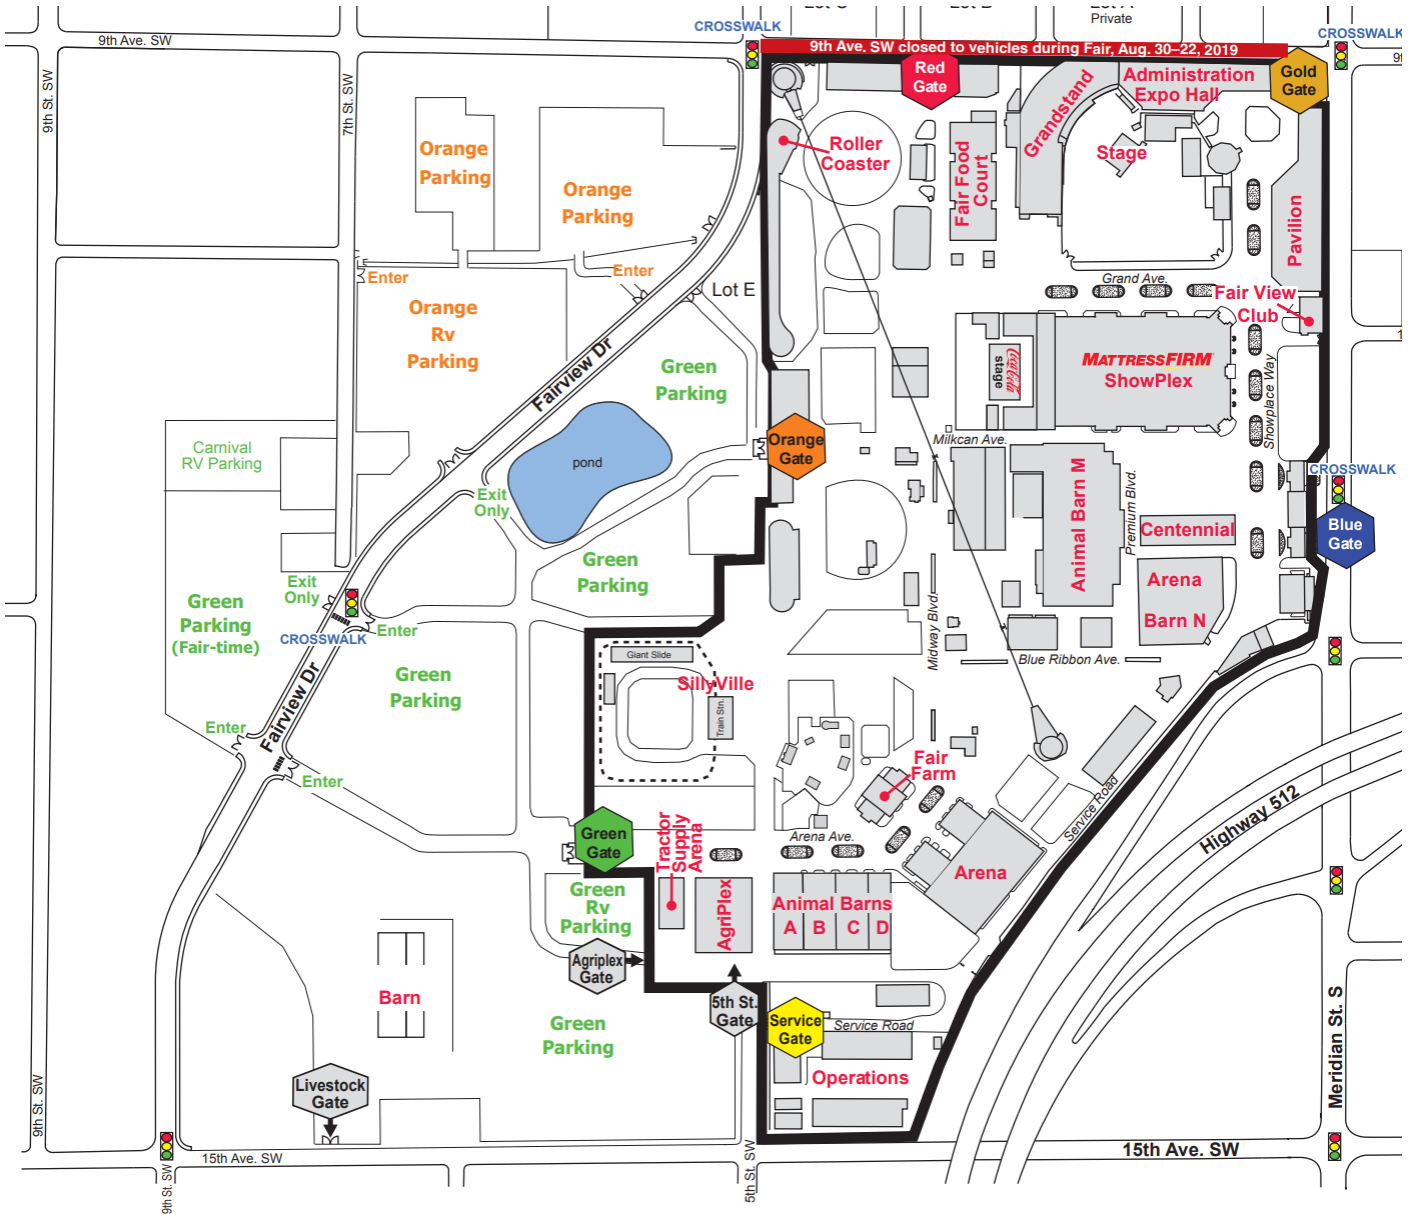 Private
CROSSWALK
CROSSWALK
9th Ave. SW
9th Ave. SW closed to vehicles during Fair, Aug. 30–22, 2019
Red
Gate
Gold
Gate
Administration
Expo Hall
Grandstand
9th St. SW
7th St. SW
Orange
Parking
Orange
Parking
Roller
Coaster
Fair Food
Court
Stage
Pavilion
Enter
Enter
Lot E
Grand Ave.
Orange
Rv
Parking
Fair View
Club
Fairview Dr
Green
Parking
Coca-Cola
stage
MATTRESSFIRM
ShowPlex
Showplace Way
Carnival
RV Parking
pond
Orange
Gate
Milkcan Ave.
CROSSWALK
Exit
Only
Animal Barn M
Premium Blvd.
Centennial
Blue
Gate
Green
Parking
Arena
Barn N
Exit
Only
Green
Parking
(Fair-time)
CROSSWALK
Enter
Midway Blvd.
Blue Ribbon Ave.
Giant Slide
SillyVille
Train Stn.
Green
Parking
Fairview Dr
Enter
Enter
Fair
Farm
Service Road
Highway 512
Green
Gate
Tractor
Supply
Arena
Arena Ave.
Arena
Green
Rv
Parking
AgriPlex
Animal Barns
A B C D
Agriplex
Gate
Barn
5th St.
Gate
Service
Gate
Service Road
Green
Parking
Operations
Meridian St. S
Livestock
Gate
9th St. SW
15th Ave. SW
15th Ave. SW
9th St. SW
5th St. SW